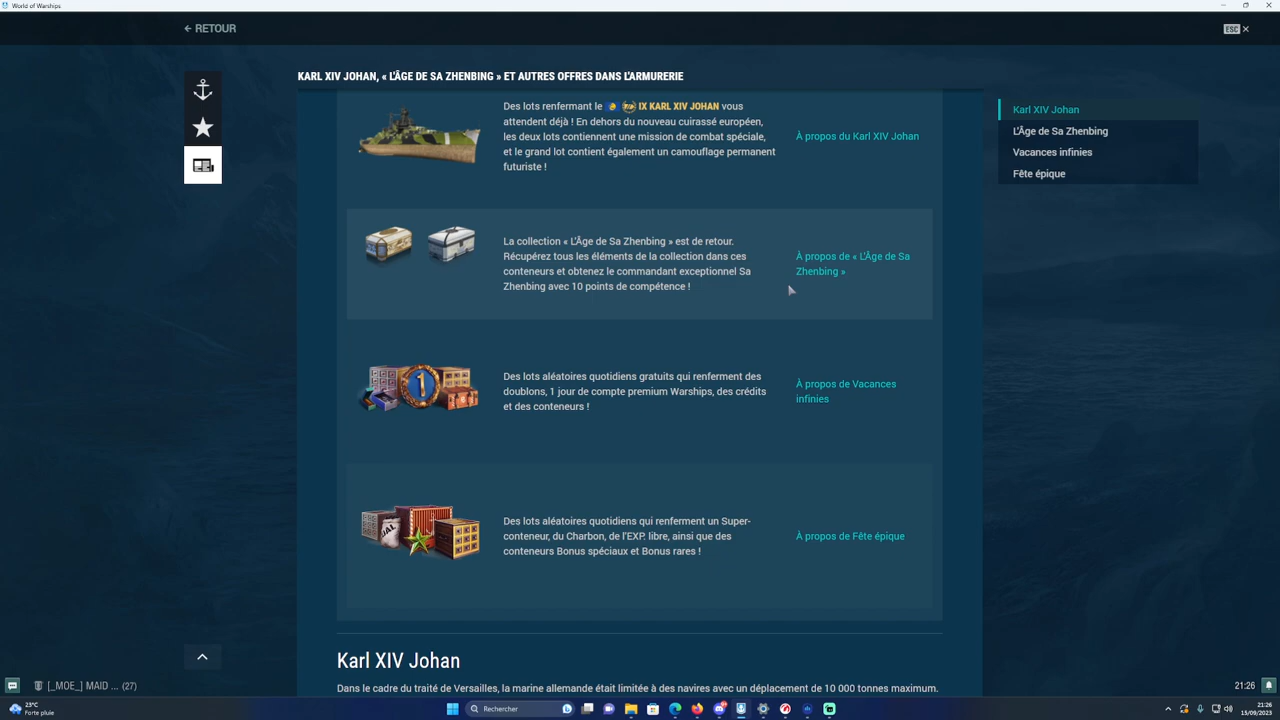 World of Warships
← RETOUR
ESC ×
KARL XIV JOHAN, « L'ÂGE DE SA ZHENBING » ET AUTRES OFFRES DANS L'ARMURERIE
Des lots renfermant le IX KARL XIV JOHAN vous
attendent déjà ! En dehors du nouveau cuirassé européen,
les deux lots contiennent une mission de combat spéciale,
et le grand lot contient également un camouflage permanent
futuriste !
À propos du Karl XIV Johan
Karl XIV Johan
L'Âge de Sa Zhenbing
Vacances infinies
Fête épique
La collection « L'Âge de Sa Zhenbing » est de retour.
Récupérez tous les éléments de la collection dans ces
conteneurs et obtenez le commandant exceptionnel Sa
Zhenbing avec 10 points de compétence !
À propos de « L'Âge de Sa
Zhenbing »
1
Des lots aléatoires quotidiens gratuits qui renferment des
doublons, 1 jour de compte premium Warships, des crédits
et des conteneurs !
À propos de Vacances
infinies
Des lots aléatoires quotidiens qui renferment un Super-
conteneur, du Charbon, de l'EXP. libre, ainsi que des
conteneurs Bonus spéciaux et Bonus rares !
À propos de Fête épique
Karl XIV Johan
Dans le cadre du traité de Versailles, la marine allemande était limitée à des navires avec un déplacement de 10 000 tonnes maximum.
[_MOE_] MAID ... (27)
21:26
23°C
Forte pluie
Rechercher
21:26
15/09/2023